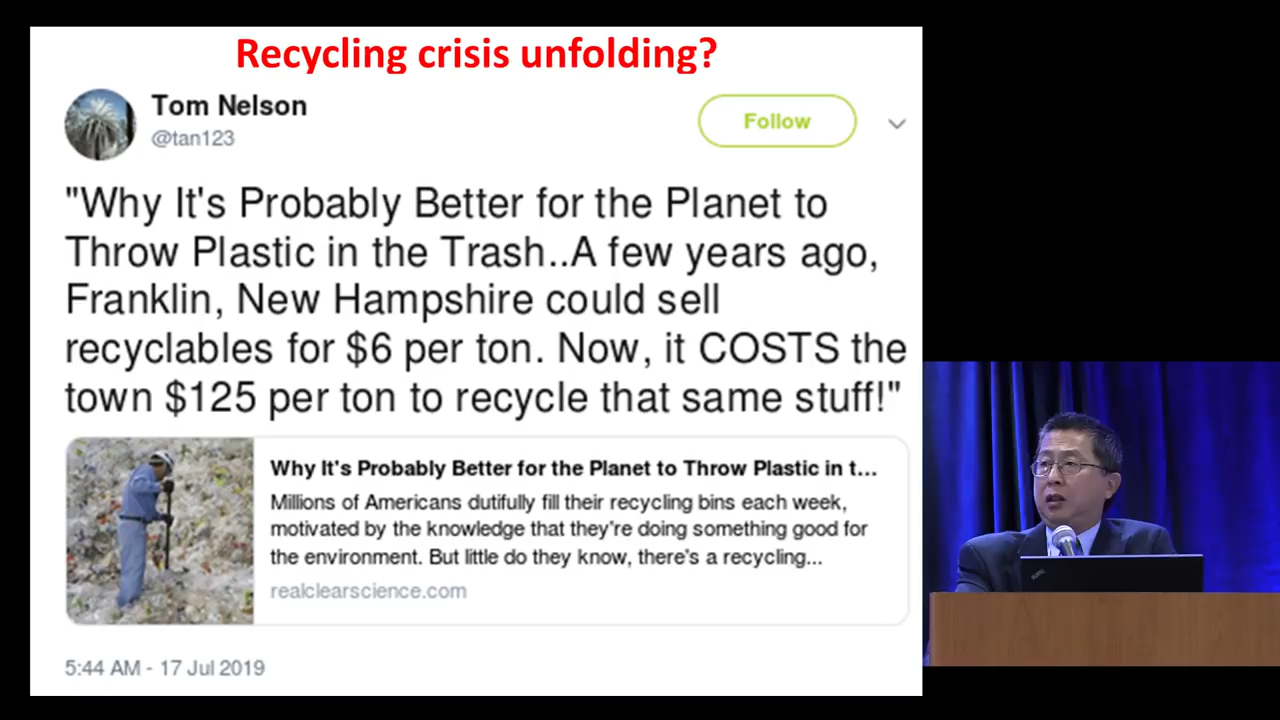 Recycling crisis unfolding?
Tom Nelson
@tan123
Follow
"Why It's Probably Better for the Planet to
Throw Plastic in the Trash..A few years ago,
Franklin, New Hampshire could sell
recyclables for $6 per ton. Now, it COSTS the
town $125 per ton to recycle that same stuff!"
Why It's Probably Better for the Planet to Throw Plastic in t...
Millions of Americans dutifully fill their recycling bins each week,
motivated by the knowledge that they're doing something good for
the environment. But little do they know, there's a recycling...
realclearscience.com
5:44 AM - 17 Jul 2019